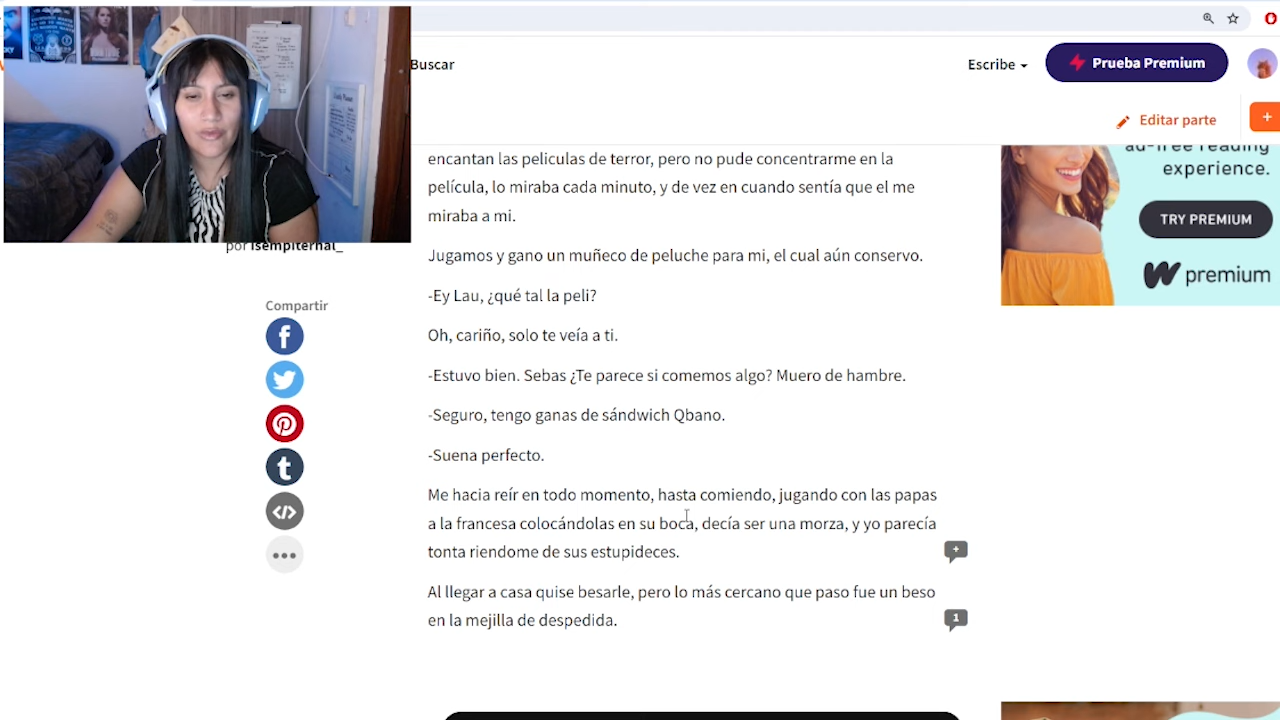 Buscar
Escribe
Prueba Premium
Editar parte
+
encantan las peliculas de terror, pero no pude concentrarme en la
película, lo miraba cada minuto, y de vez en cuando sentía que el me
miraba a mi.
por isempiternal_
Jugamos y gano un muñeco de peluche para mi, el cual aún conservo.
-Ey Lau, ¿qué tal la peli?
Oh, cariño, solo te veía a ti.
-Estuvo bien. Sebas ¿Te parece si comemos algo? Muero de hambre.
-Seguro, tengo ganas de sándwich Qbano.
-Suena perfecto.
Me hacia reír en todo momento, hasta comiendo, jugando con las papas
a la francesa colocándolas en su boca, decía ser una morza, y yo parecía
tonta riendome de sus estupideces.
+
Al llegar a casa quise besarle, pero lo más cercano que paso fue un beso
en la mejilla de despedida.
1
Compartir
ad-free reading
experience.
TRY PREMIUM
premium